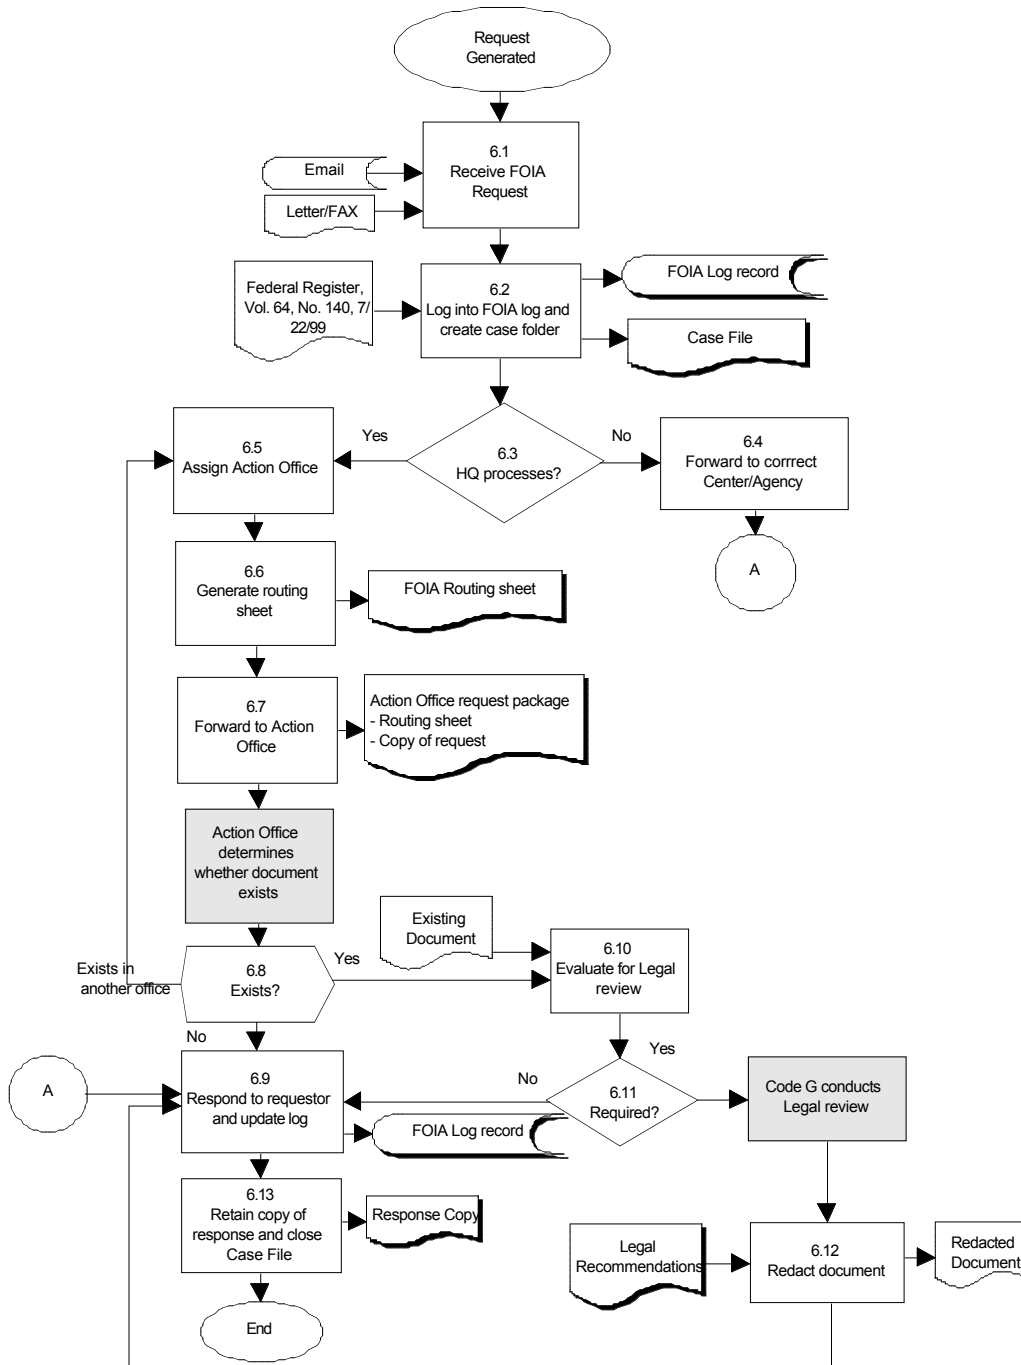 Request
Generated
6.1
Receive FOIA
Request
Email
Letter/FAX
Federal Register,
Vol. 64, No. 140, 7/
22/99
6.2
Log into FOIA log and
create case folder
FOIA Log record
Case File
Yes
6.3
HQ processes?
No
6.4
Forward to corrrect
Center/Agency
A
6.5
Assign Action Office
6.6
Generate routing
sheet
FOIA Routing sheet
6.7
Forward to Action
Office
Action Office request package
- Routing sheet
- Copy of request
Action Office
determines
whether document
exists
Existing
Document
6.10
Evaluate for Legal
review
Exists in
another office
6.8
Exists?
Yes
No
A
6.9
Respond to requestor
and update log
No
6.11
Required?
Yes
Code G conducts
Legal review
FOIA Log record
6.13
Retain copy of
response and close
Case File
Response Copy
Legal
Recommendations
6.12
Redact document
Redacted
Document
End